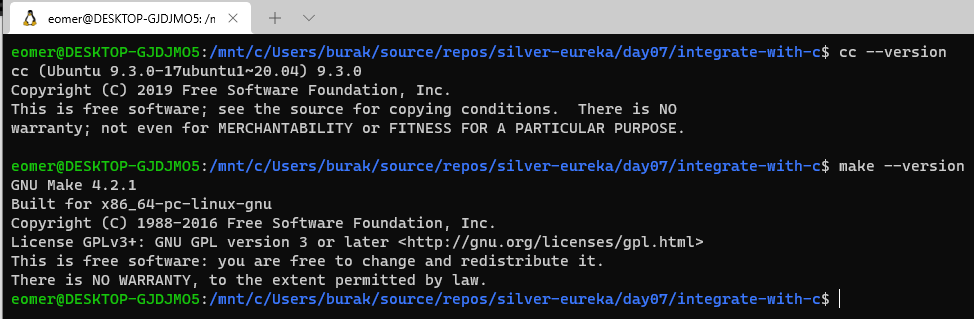 eomer@DESKTOP-GJDJMO5: /m
eomer@DESKTOP-GJDJMO5:/mnt/c/Users/burak/source/repos/silver-eureka/day07/integrate-with-c$ cc --version
cc (Ubuntu 9.3.0-17ubuntu1~20.04) 9.3.0
Copyright (C) 2019 Free Software Foundation, Inc.
This is free software; see the source for copying conditions.  There is NO
warranty; not even for MERCHANTABILITY or FITNESS FOR A PARTICULAR PURPOSE.
eomer@DESKTOP-GJDJMO5:/mnt/c/Users/burak/source/repos/silver-eureka/day07/integrate-with-c$ make --version
GNU Make 4.2.1
Built for x86_64-pc-linux-gnu
Copyright (C) 1988-2016 Free Software Foundation, Inc.
License GPLv3+: GNU GPL version 3 or later <http://gnu.org/licenses/gpl.html>
This is free software: you are free to change and redistribute it.
There is NO WARRANTY, to the extent permitted by law.
eomer@DESKTOP-GJDJMO5:/mnt/c/Users/burak/source/repos/silver-eureka/day07/integrate-with-c$